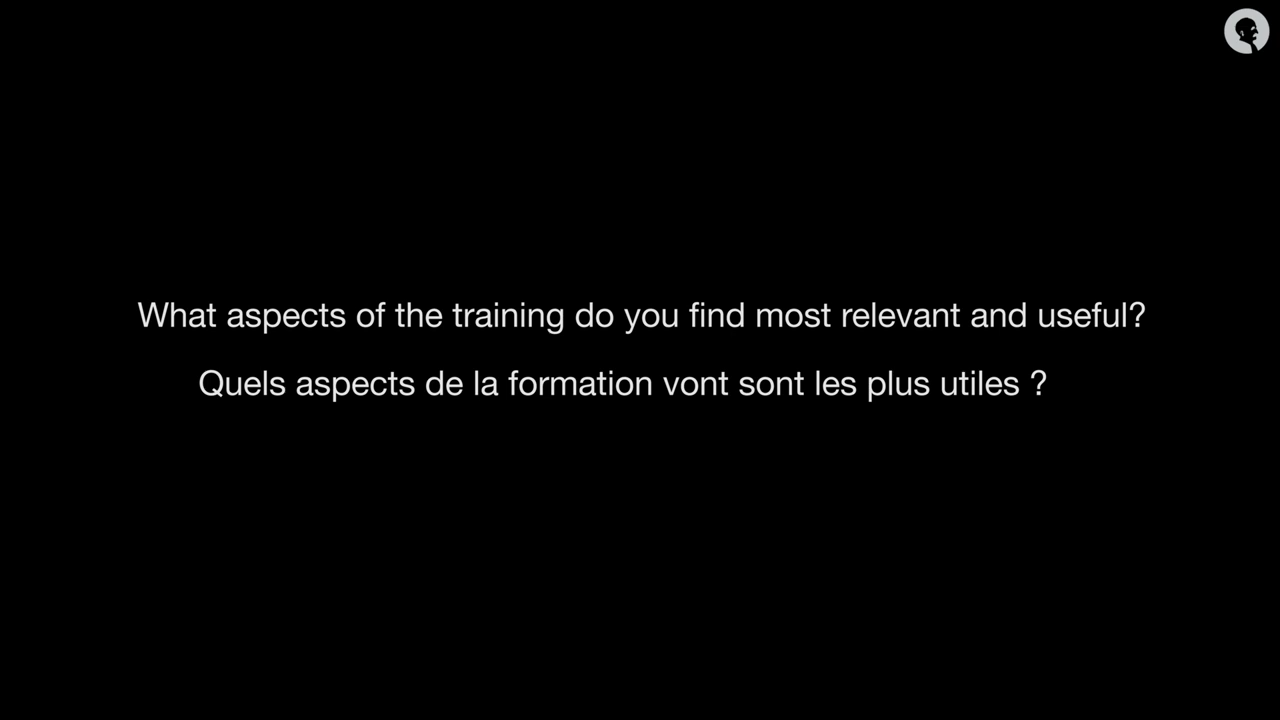 What aspects of the training do you find most relevant and useful?
Quels aspects de la formation vont sont les plus utiles ?